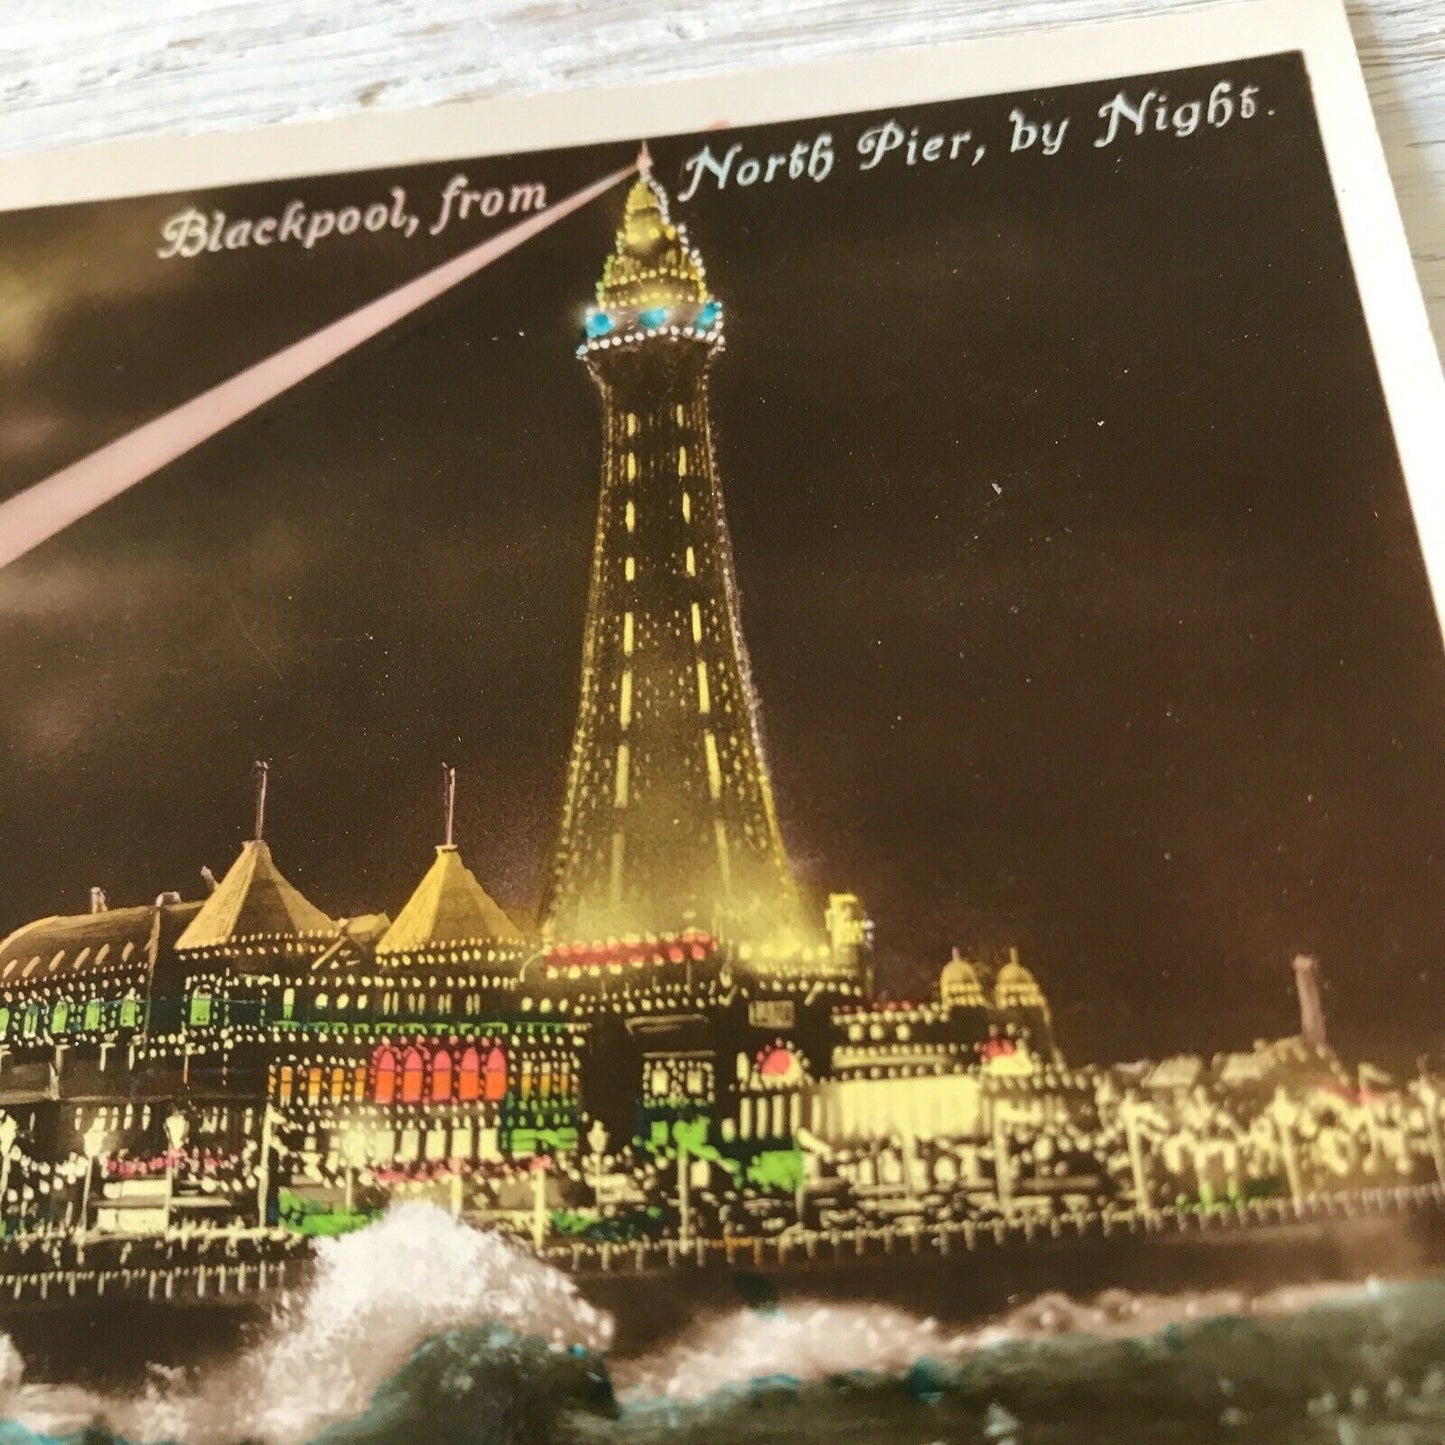 Blackpool, from North Pier, by Night.